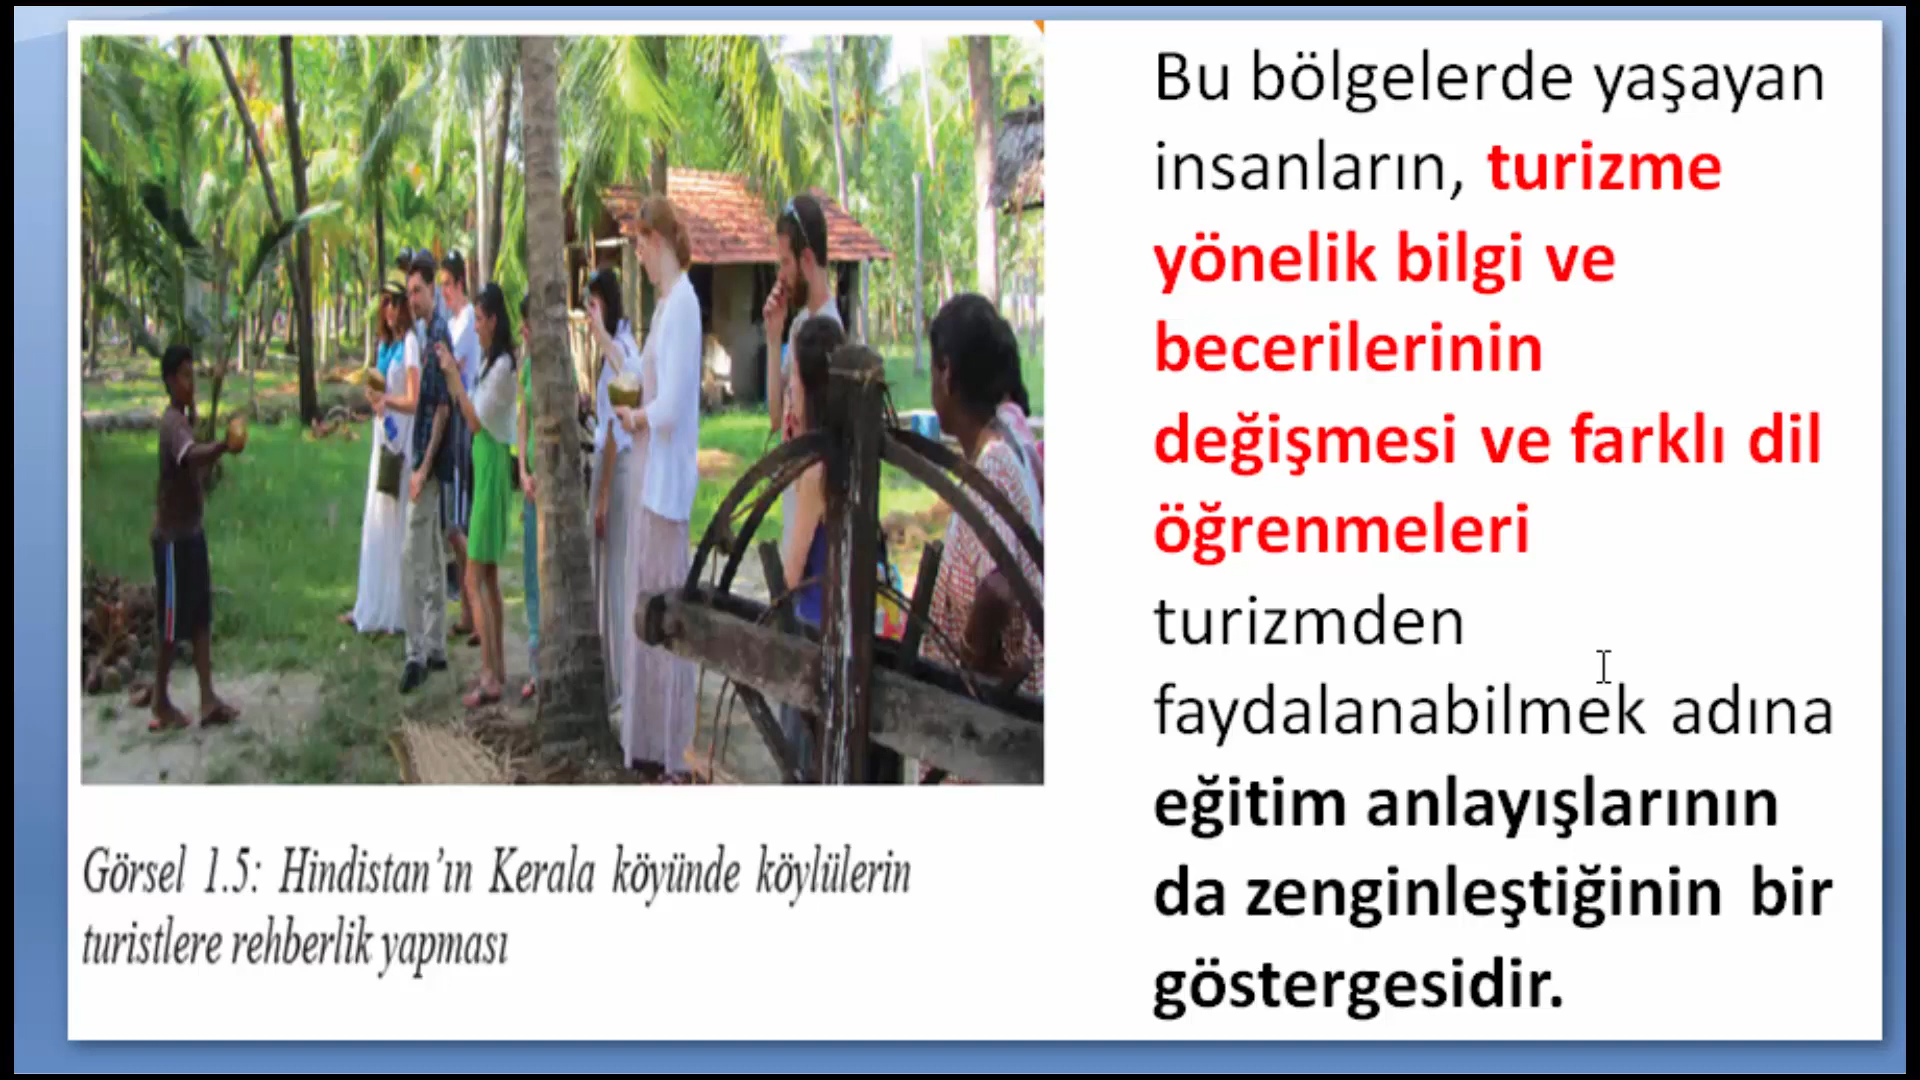 Bu bölgelerde yaşayan
insanların, turizme
yönelik bilgi ve
becerilerinin
değişmesi ve farklı dil
öğrenmeleri
turizmden
faydalanabilmek adına
eğitim anlayışlarının
da zenginleştiğinin bir
göstergesidir.
Görsel 1.5: Hindistan'ın Kerala köyünde köylülerin
turistlere rehberlik yapması